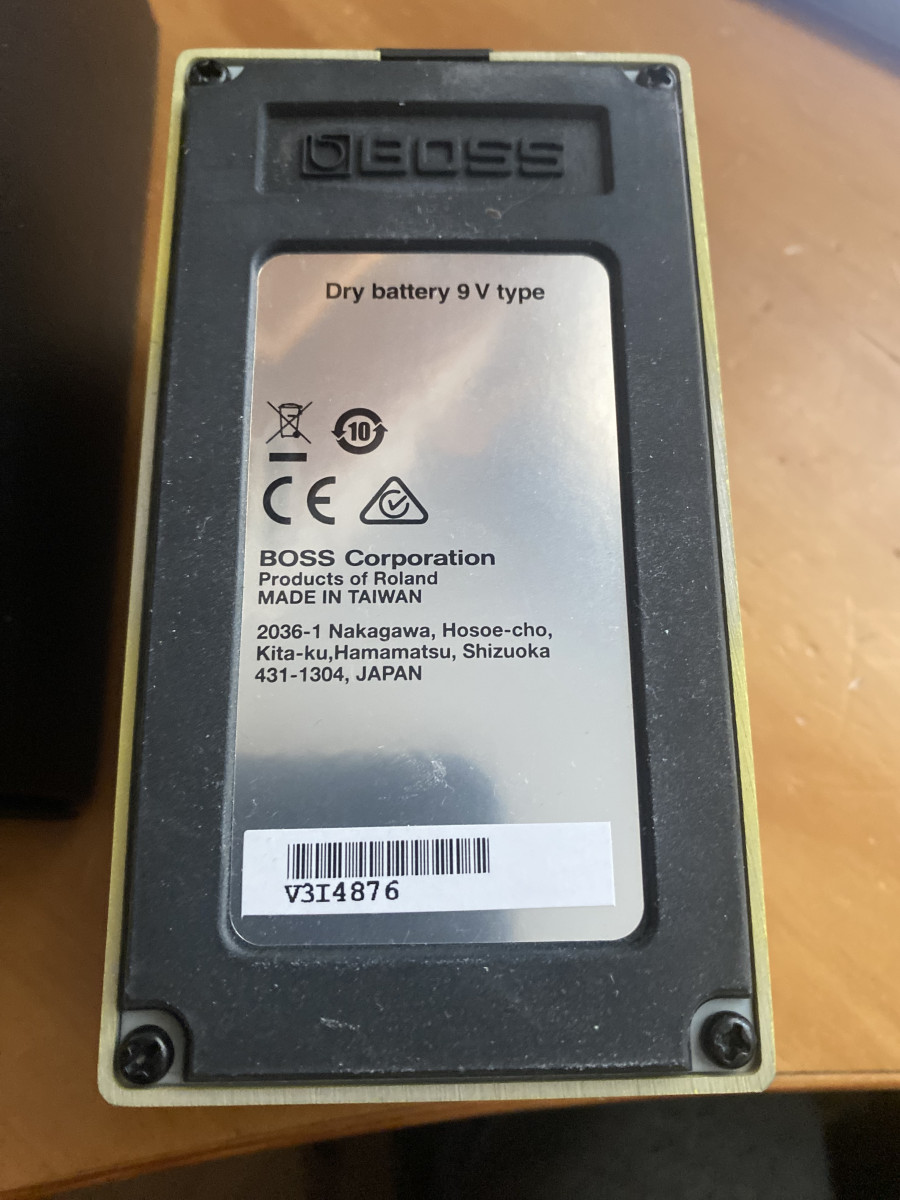 BOSS
Dry battery 9 V type
10
CE
BOSS Corporation
Products of Roland
MADE IN TAIWAN
2036-1 Nakagawa, Hosoe-cho,
Kita-ku,Hamamatsu, Shizuoka
431-1304, JAPAN
V3I4876